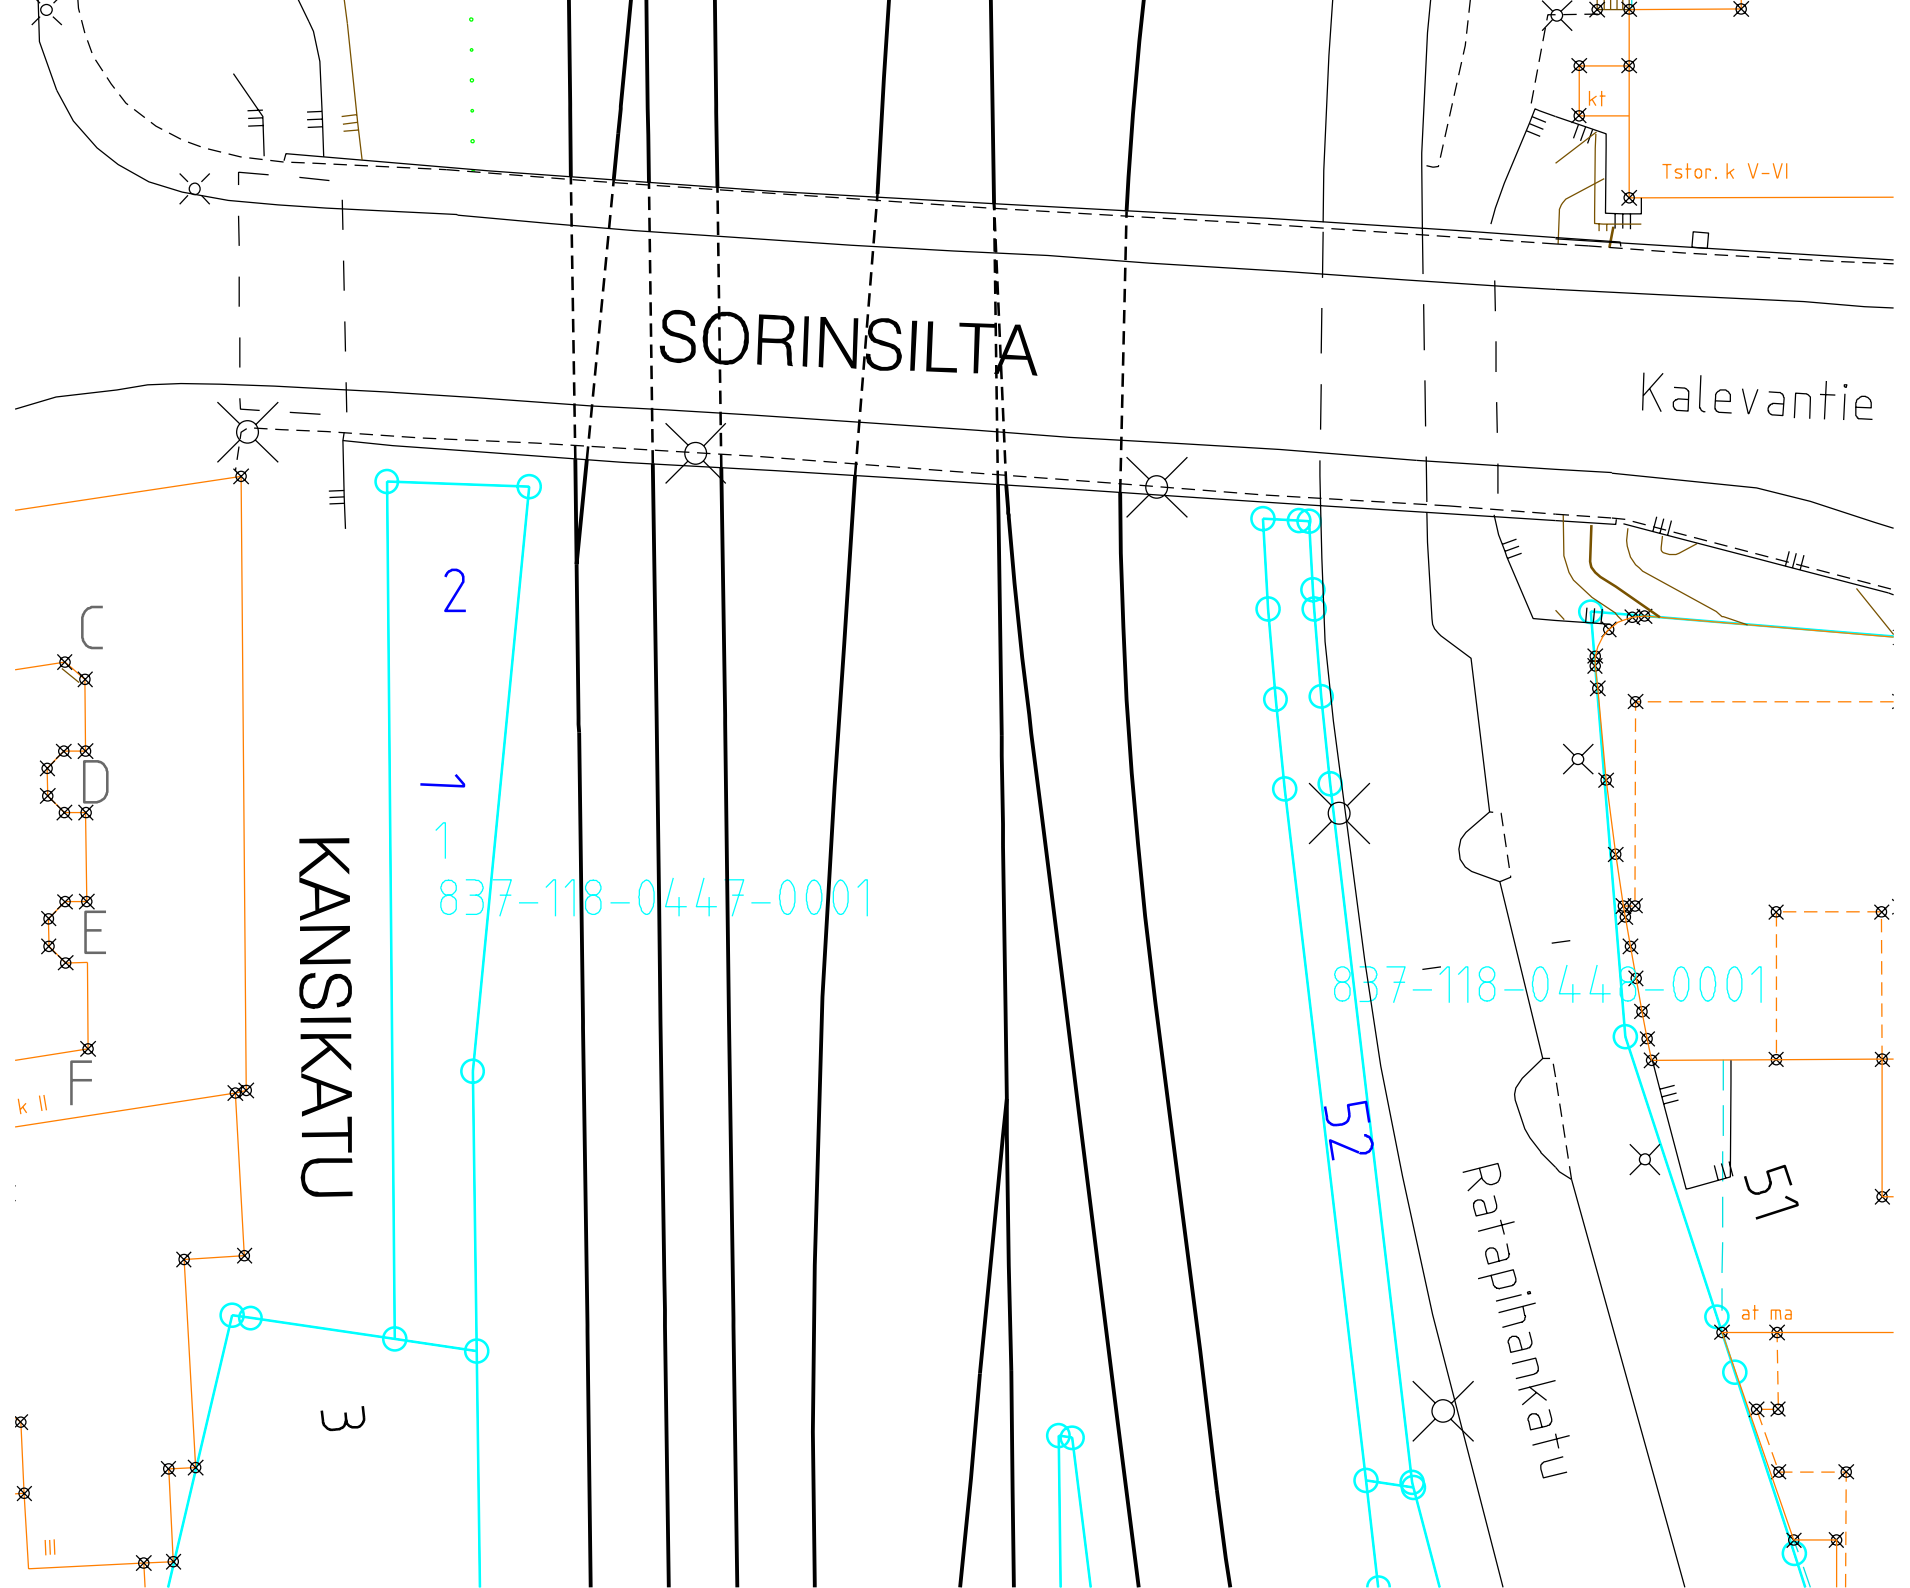 kt
Tstor. k V-VI
SORINSILTA
Kalevantie
2
C
1
D
1
KANSIKATU
837-118-0447-0001
E
837-118-0448-0001
F
k II
52
51
Ratapihankatu
at ma
3
III